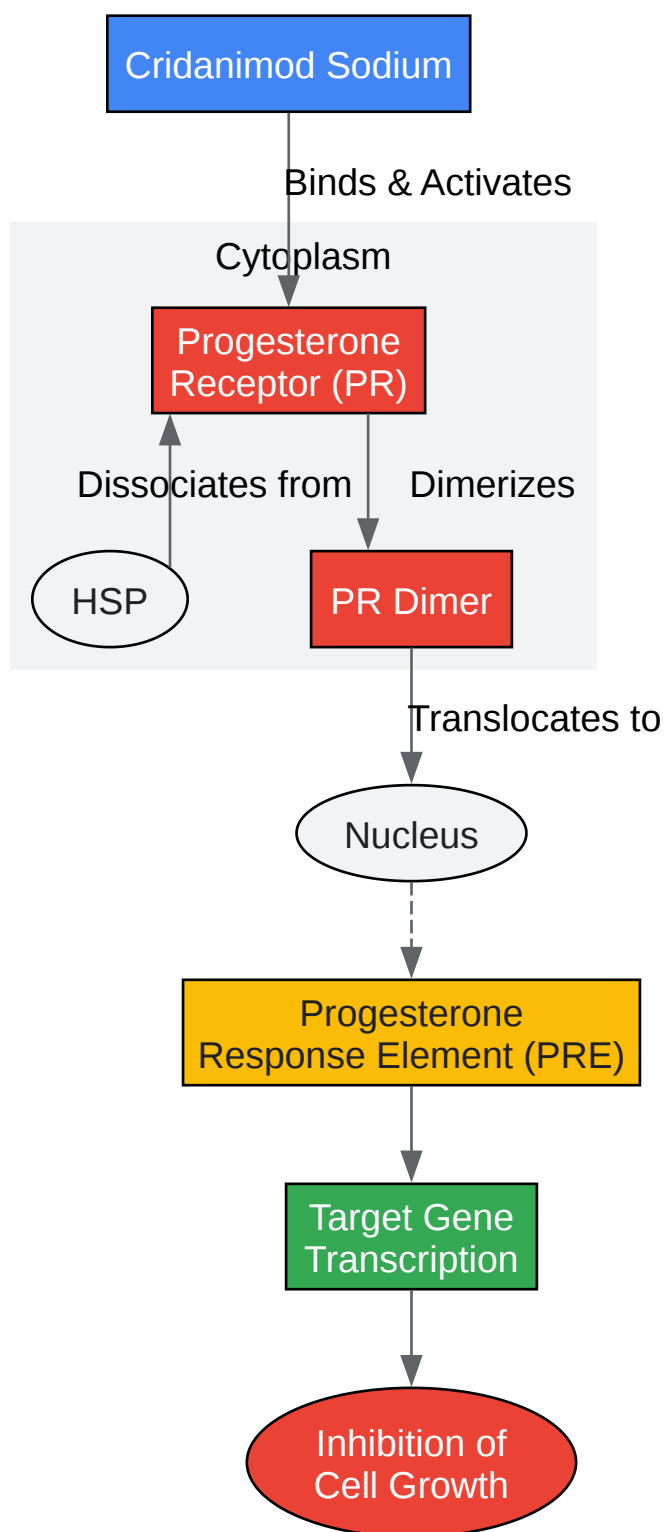 Cridanimod Sodium
Binds & Activates
Cytoplasm
Progesterone
Receptor (PR)
Dissociates from
Dimerizes
HSP
PR Dimer
Translocates to
Nucleus
Progesterone
Response Element (PRE)
Target Gene
Transcription
Inhibition of
Cell Growth